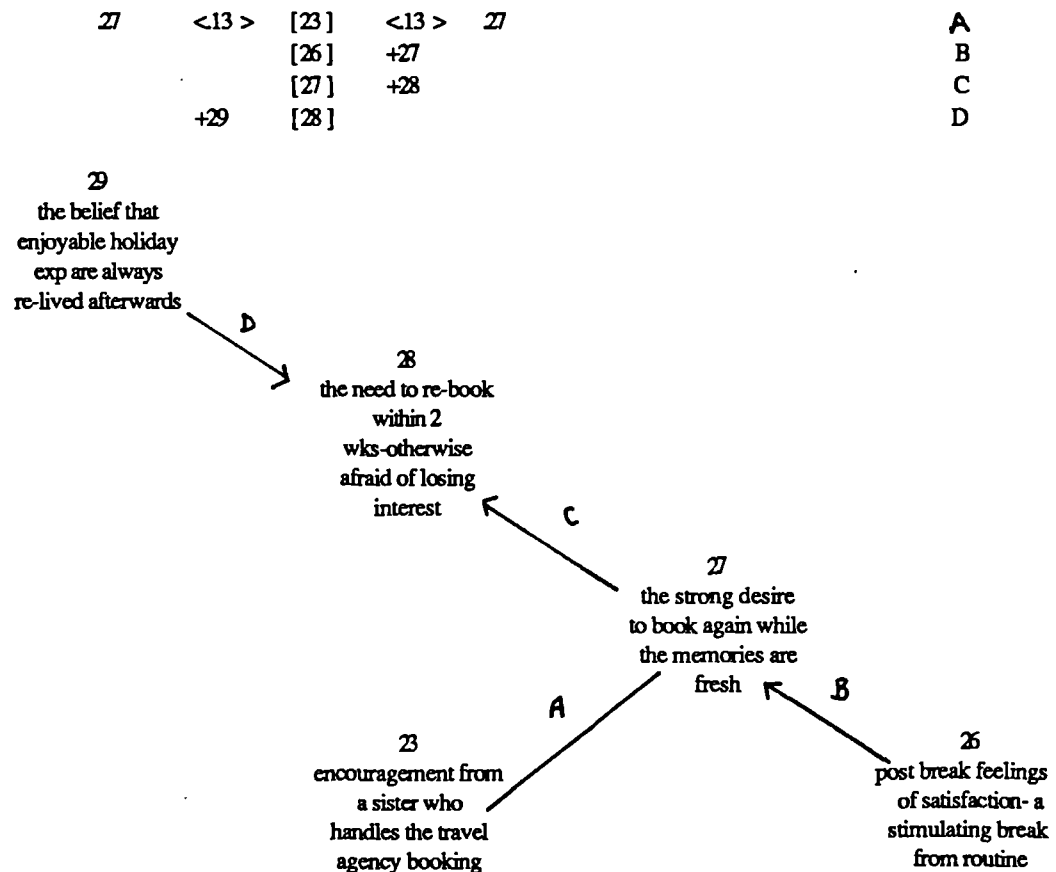 27 <.13 > [23] <.13 > 27 A
[26] +27 B
[27] +28 C
+29 [28] D
29
the belief that
enjoyable holiday
exp are always
re-lived afterwards
D
28
the need to re-book
within 2
wks-otherwise
afraid of losing
interest
C
27
the strong desire
to book again while
the memories are
fresh
B
A
23
encouragement from
a sister who
handles the travel
agency booking
26
post break feelings
of satisfaction- a
stimulating break
from routine